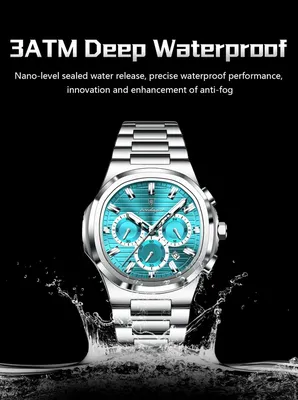 3ATM Deep Waterproof
Nano-level sealed water release, precise waterproof performance,
innovation and enhancement of anti-fog